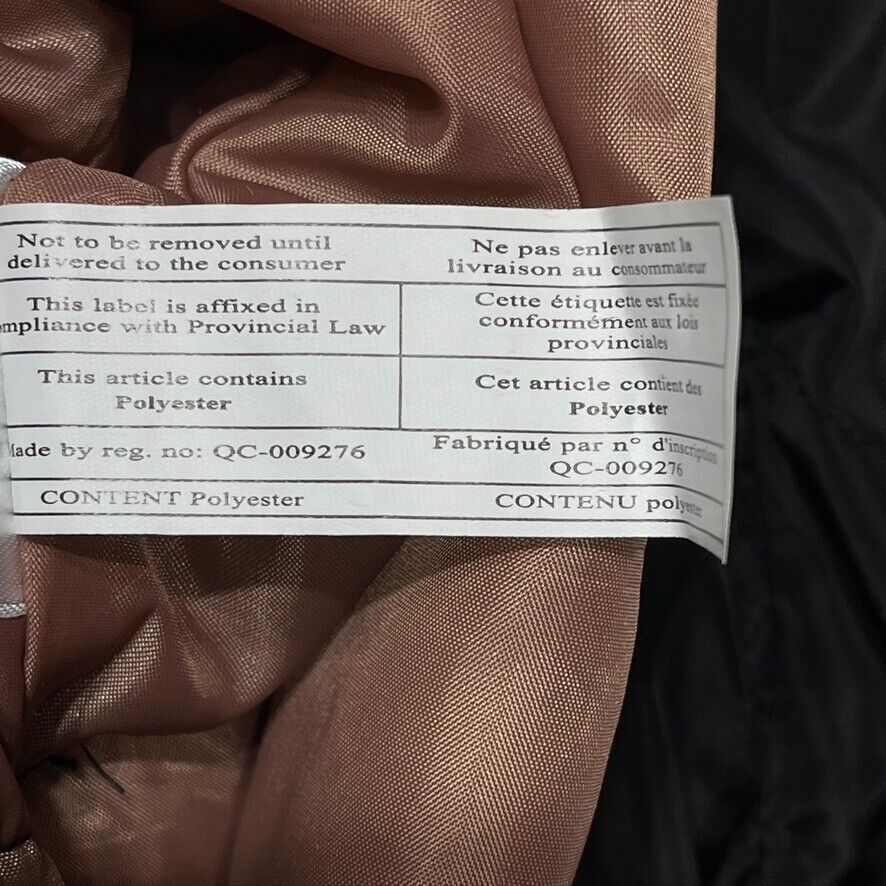 Not to be removed until
delivered to the consumer
Ne pas enlever avant la
livraison au consommateur
This label is affixed in
mpliance with Provincial Law
Cette étiquette est fixée
conformément aux lois
provinciales
This article contains
Polyester
Cet article contient des
Polyester
ade by reg. no: QC-009276
Fabriqué par n° d'inscription
QC-009276
CONTENT Polyester
CONTENU polyester